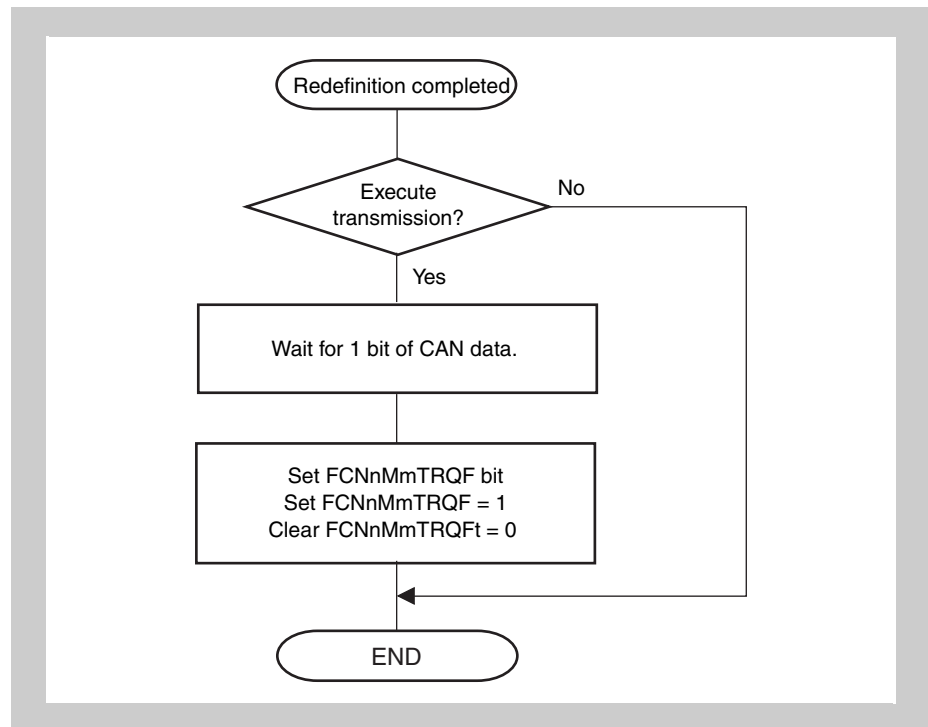 Redefinition completed
Execute
transmission?
No
Yes
Wait for 1 bit of CAN data.
Set FCNnMmTRQF bit
Set FCNnMmTRQF = 1
Clear FCNnMmTRQFt = 0
END